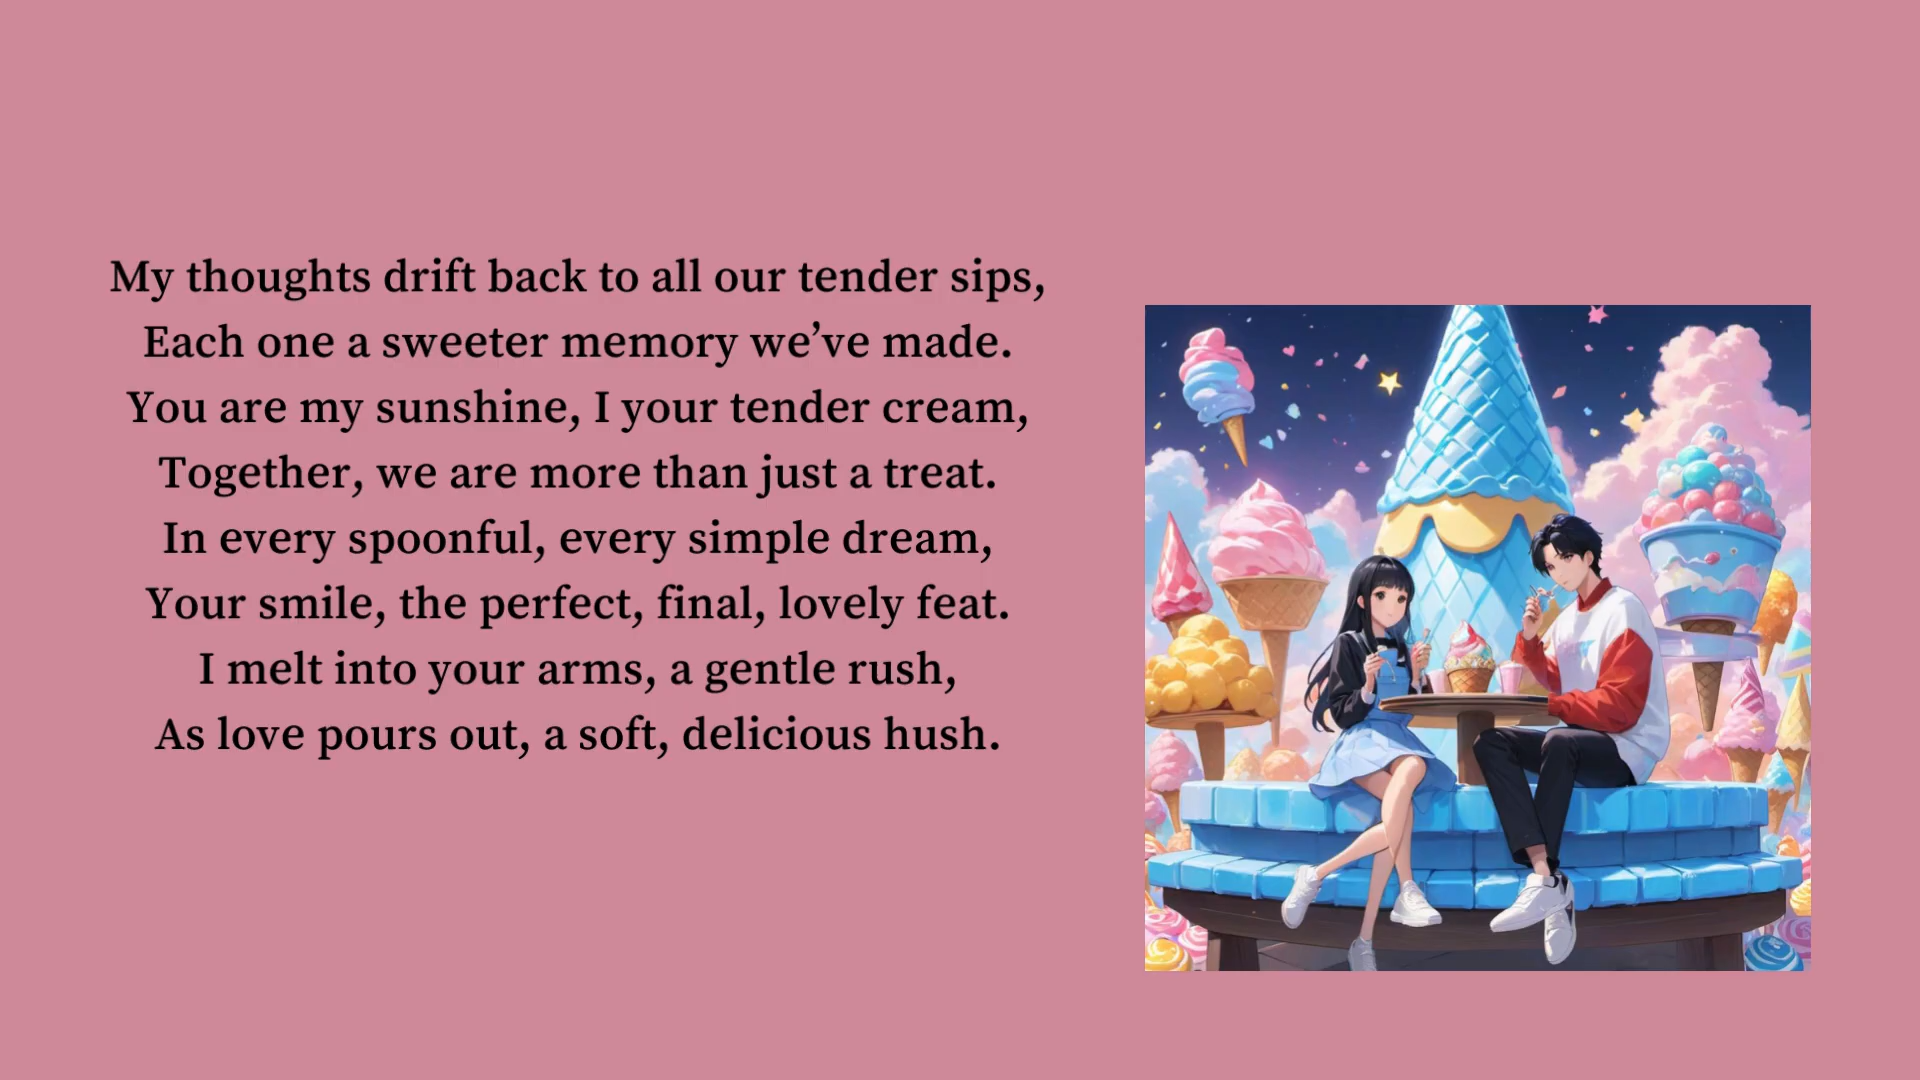 My thoughts drift back to all our tender sips,
Each one a sweeter memory we’ve made.
You are my sunshine, I your tender cream,
Together, we are more than just a treat.
In every spoonful, every simple dream,
Your smile, the perfect, final, lovely feat.
I melt into your arms, a gentle rush,
As love pours out, a soft, delicious hush.